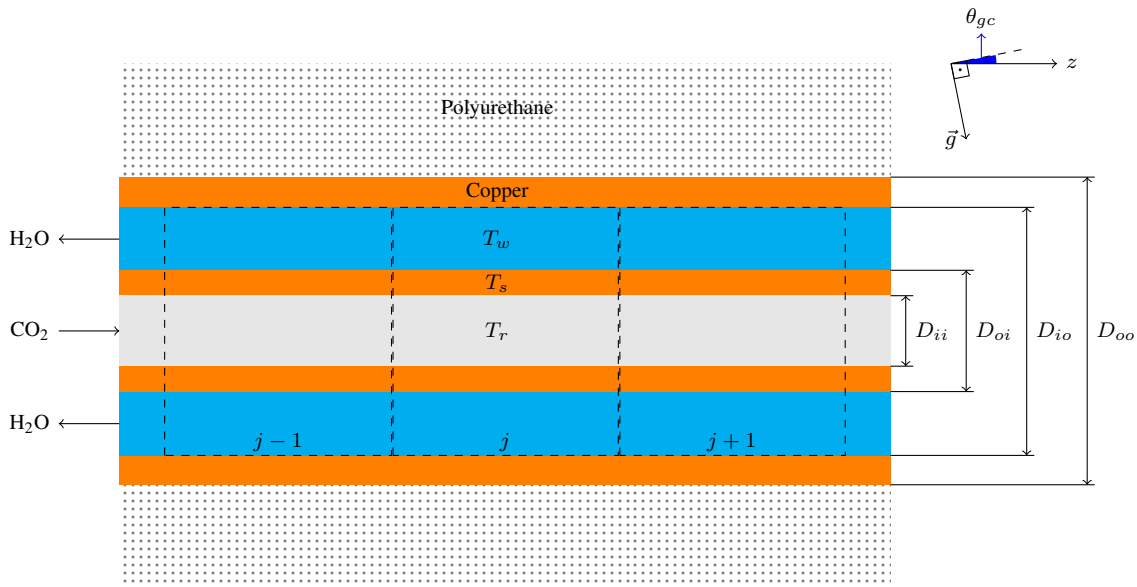 θ_gc
z
g⃗
Polyurethane
Copper
H₂O
T_w
T_s
CO₂
T_r
D_ii
D_oi
D_io
D_oo
H₂O
j − 1
j
j + 1